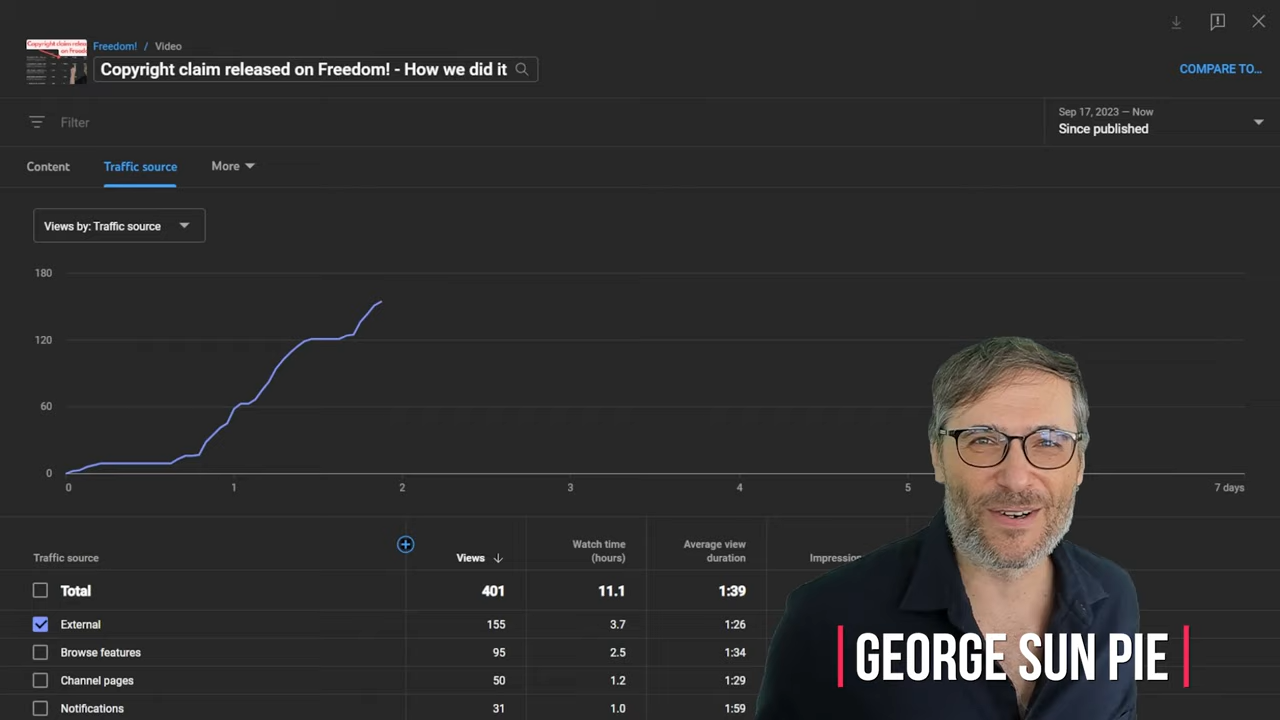 Freedom! / Video
Copyright claim released on Freedom! - How we did it
COMPARE TO...
Filter
Sep 17, 2023 – Now
Since published
Content
Traffic source
More
Views by: Traffic source
180
120
60
0
0 1 2 3 4 5 7 days
Traffic source Views Watch time (hours) Average view duration Impression
Total 401 11.1 1:39
External 155 3.7 1:26
Browse features 95 2.5 1:34
Channel pages 50 1.2 1:29
Notifications 31 1.0 1:59
GEORGE SUN PIE